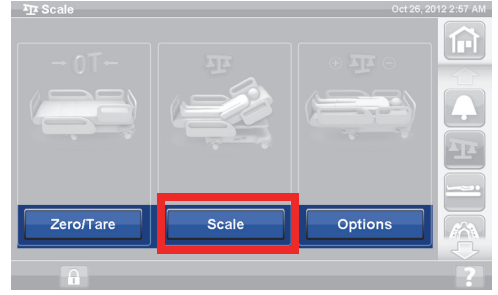 Scale
Oct 26, 2012 2:57 AM
→0T←
Zero/Tare
Scale
Options
?